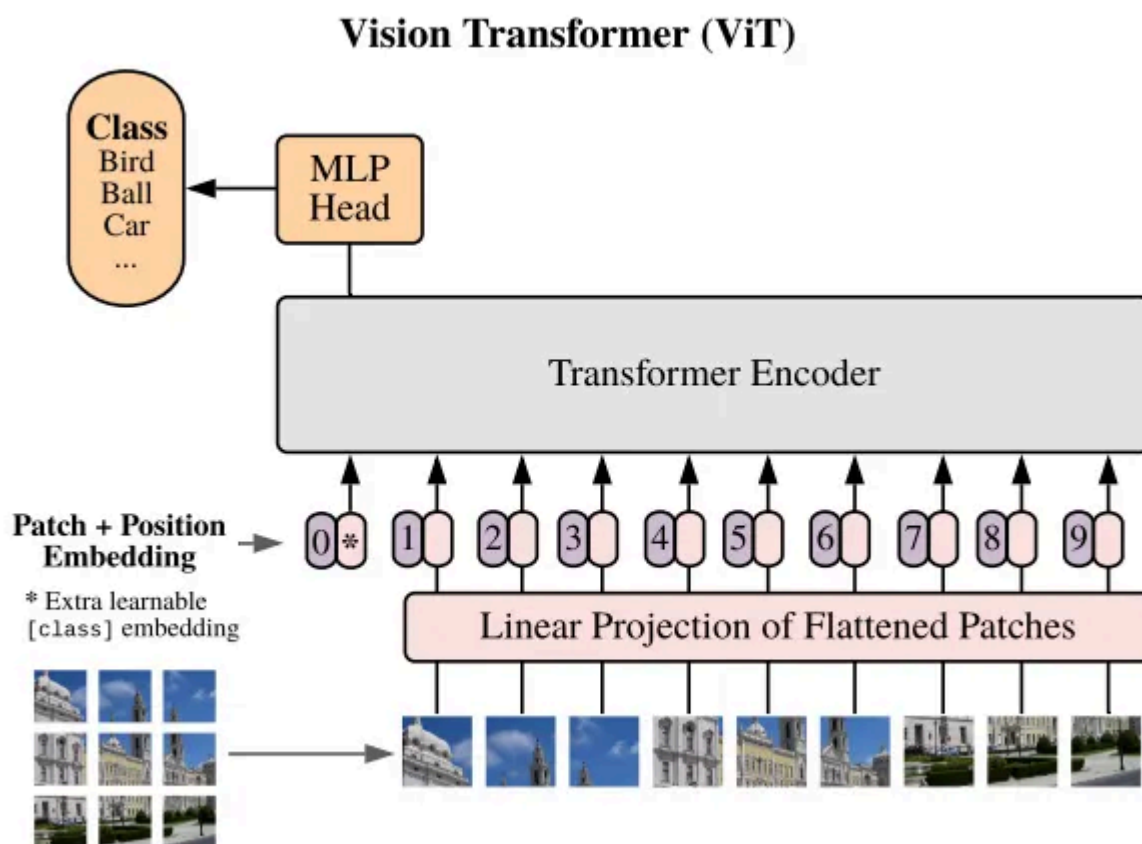 Vision Transformer (ViT)
Class
Bird
Ball
Car
...
MLP
Head
Transformer Encoder
Patch + Position
Embedding
0 * 1 2 3 4 5 6 7 8 9
* Extra learnable
[class] embedding
Linear Projection of Flattened Patches